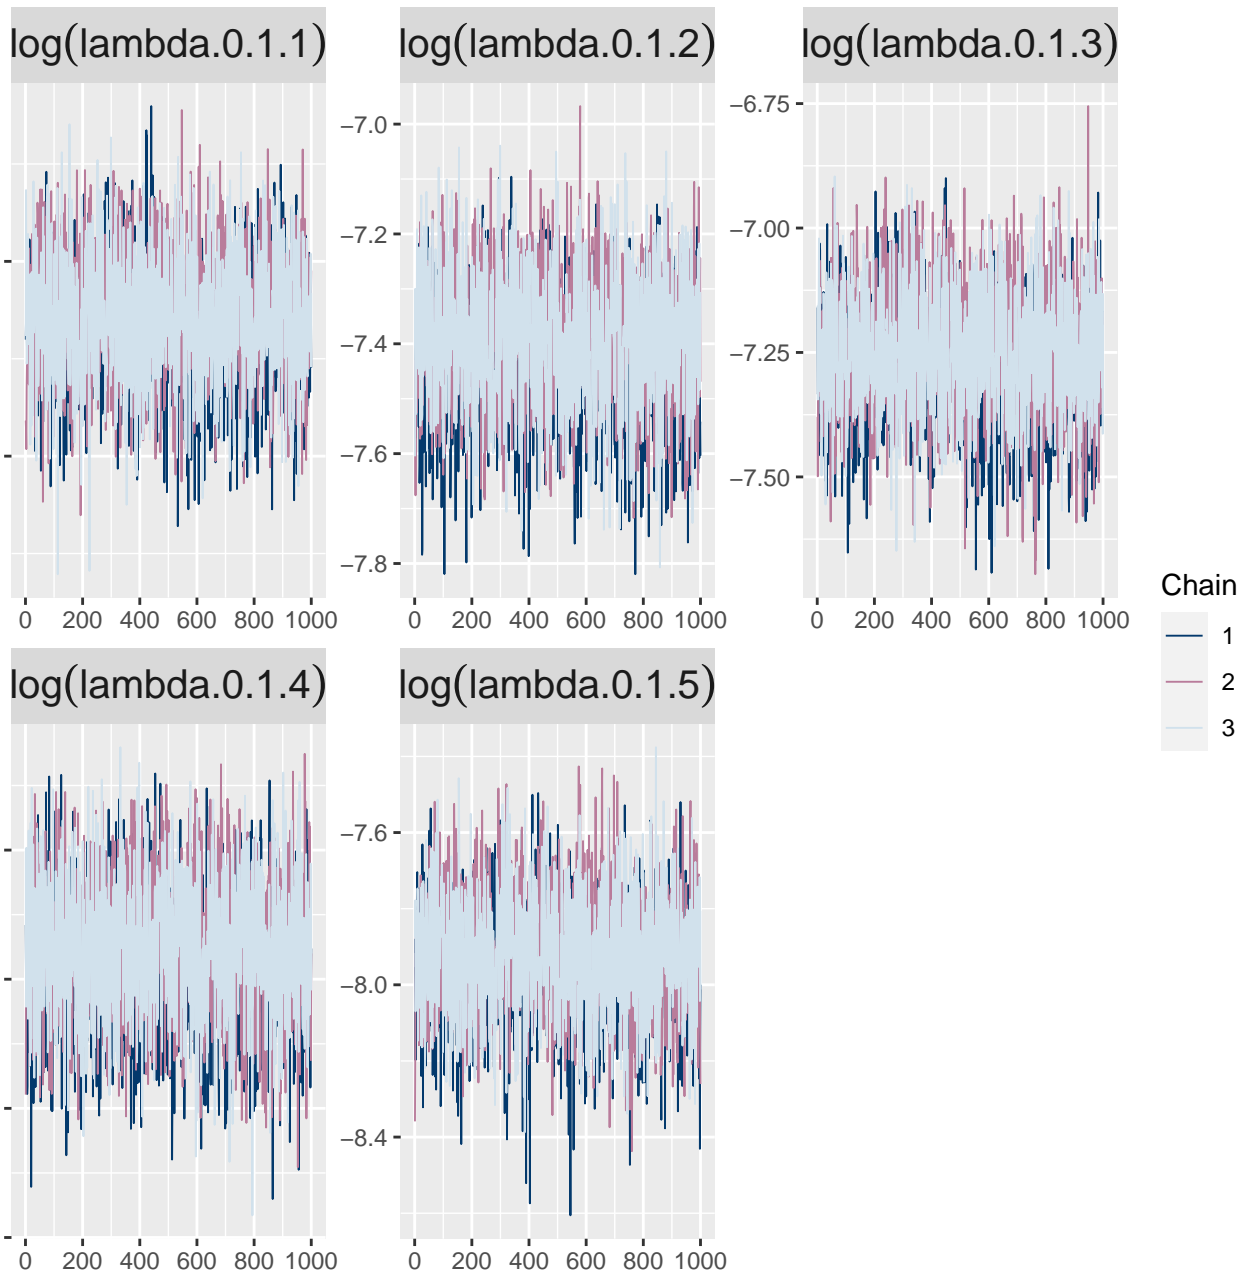 log(lambda.0.1.1)
log(lambda.0.1.2)
log(lambda.0.1.3)
−7.0
−7.2
−7.4
−7.6
−7.8
−6.75
−7.00
−7.25
−7.50
0 200 400 600 800 1000
0 200 400 600 800 1000
0 200 400 600 800 1000
Chain
1
2
3
log(lambda.0.1.4)
log(lambda.0.1.5)
−7.6
−8.0
−8.4
0 200 400 600 800 1000
0 200 400 600 800 1000